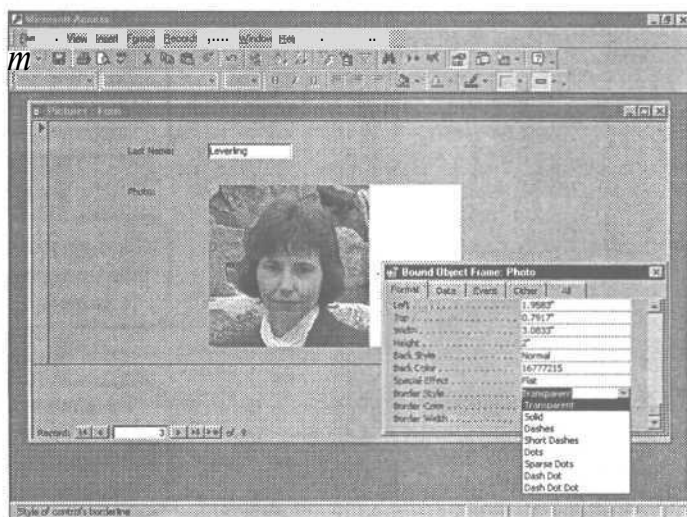 Microsoft Access
View Insert Format Records Window Help
m
Pictures : Form
Last Name: Leverling
Photo:
Bound Object Frame: Photo
Format Data Event Other All
Left 1.9583"
Top 0.7917"
Width 3.0833"
Height 2"
Back Style Normal
Back Color 16777215
Special Effect Flat
Border Style Transparent
Border Color Transparent
Border Width Solid
Dashes
Short Dashes
Dots
Sparse Dots
Dash Dot
Dash Dot Dot
Record: 3 of 9
Style of control's borderline